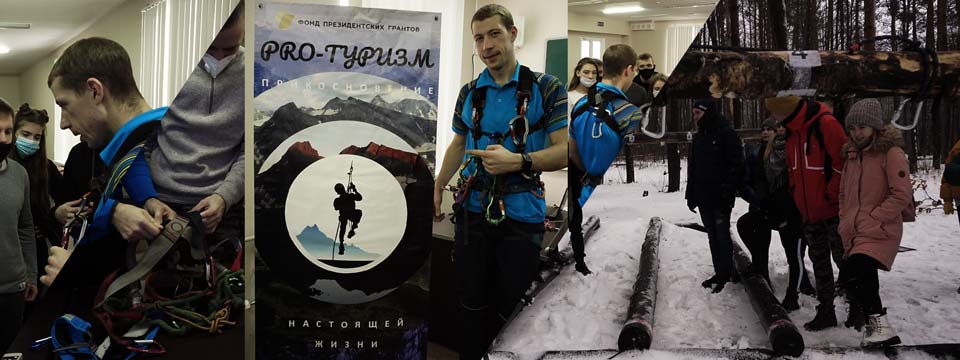 ФОНД ПРЕЗИДЕНТСКИХ ГРАНТОВ
PRO-ТУРИЗМ
ПРИКОСНОВЕНИЕ
НАСТОЯЩЕЙ
ЖИЗНИ